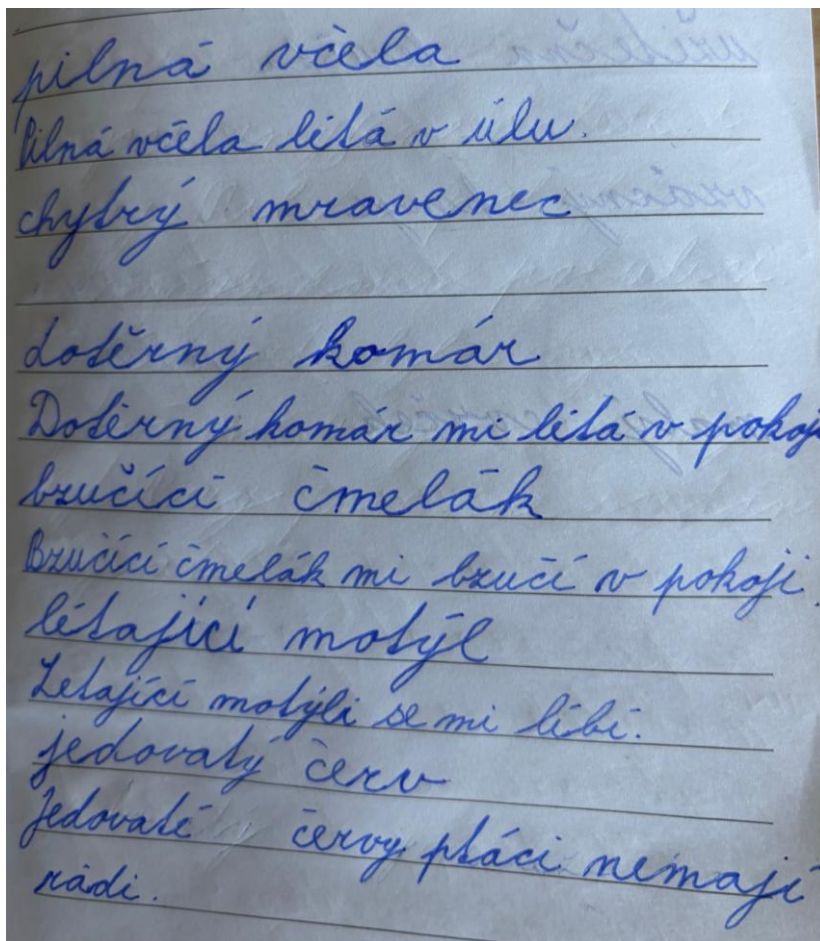 pilná včela
Pilná včela lítá v úlu.
chytrý mravenec
dotěrný komár
Dotěrný komár mi lítá v pokoji
bzučící čmelák
Bzučící čmelák mi bzučí v pokoji.
létající motýl
Létající motýli se mi líbí.
jedovatý červ
Jedovaté červy ptáci nemají
rádi.